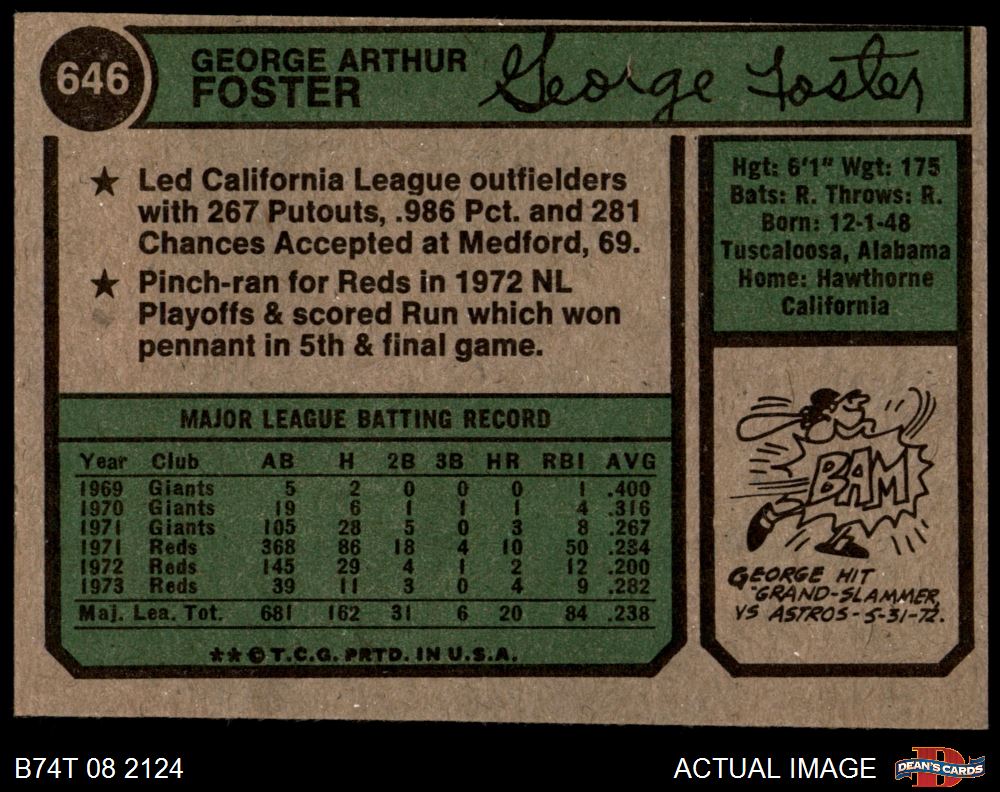 646
GEORGE ARTHUR
FOSTER
George Foster
★ Led California League outfielders
with 267 Putouts, .986 Pct. and 281
Chances Accepted at Medford, 69.
★ Pinch-ran for Reds in 1972 NL
Playoffs & scored Run which won
pennant in 5th & final game.
Hgt: 6'1" Wgt: 175
Bats: R. Throws: R.
Born: 12-1-48
Tuscaloosa, Alabama
Home: Hawthorne
California
MAJOR LEAGUE BATTING RECORD
Year Club AB H 2B 3B HR RBI AVG
1969 Giants 5 2 0 0 0 1 .400
1970 Giants 19 6 1 1 1 4 .316
1971 Giants 105 28 5 0 3 8 .267
1971 Reds 368 86 18 4 10 50 .234
1972 Reds 145 29 4 1 2 12 .200
1973 Reds 39 11 3 0 4 9 .282
Maj. Lea. Tot. 681 162 31 6 20 84 .238
**© T.C.G. PRTD. IN U.S.A.
BAM
GEORGE HIT
GRAND-SLAMMER
VS ASTROS-5-31-72.
B74T 08 2124
ACTUAL IMAGE
D
DEAN'S CARDS